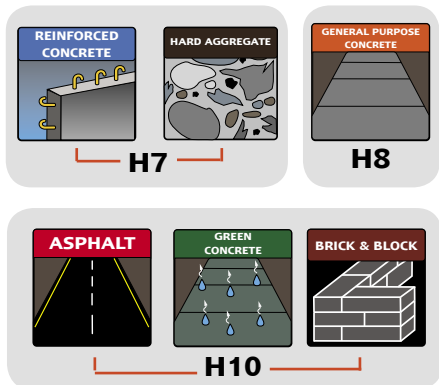 REINFORCED
CONCRETE
HARD AGGREGATE
H7
GENERAL PURPOSE
CONCRETE
H8
ASPHALT
GREEN
CONCRETE
BRICK & BLOCK
H10